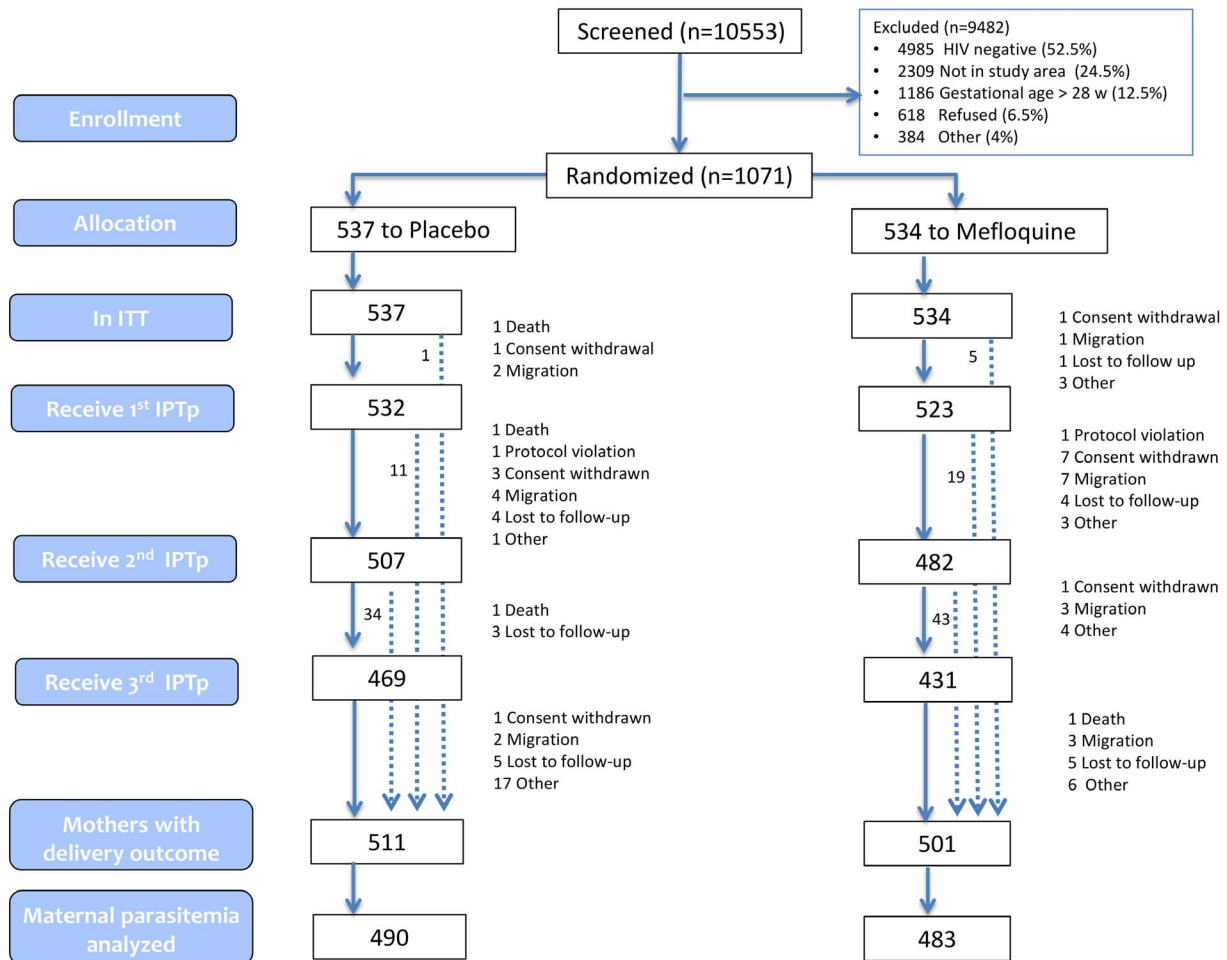 Screened (n=10553)
Excluded (n=9482)
• 4985 HIV negative (52.5%)
• 2309 Not in study area (24.5%)
• 1186 Gestational age > 28 w (12.5%)
• 618 Refused (6.5%)
• 384 Other (4%)
Enrollment
Randomized (n=1071)
Allocation
537 to Placebo
534 to Mefloquine
In ITT
537
534
1 Death
1 Consent withdrawal
2 Migration
1
5
1 Consent withdrawal
1 Migration
1 Lost to follow up
3 Other
Receive 1st IPTp
532
523
1 Death
1 Protocol violation
3 Consent withdrawn
4 Migration
4 Lost to follow-up
1 Other
11
19
1 Protocol violation
7 Consent withdrawn
7 Migration
4 Lost to follow-up
3 Other
Receive 2nd IPTp
507
482
34
1 Death
3 Lost to follow-up
43
1 Consent withdrawn
3 Migration
4 Other
Receive 3rd IPTp
469
431
1 Consent withdrawn
2 Migration
5 Lost to follow-up
17 Other
1 Death
3 Migration
5 Lost to follow-up
6 Other
Mothers with
delivery outcome
511
501
Maternal parasitemia
analyzed
490
483